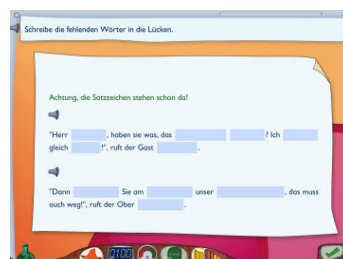 Schreibe die fehlenden Wörter in die Lücken.
Achtung, die Satzzeichen stehen schon da!
"Herr , haben sie was, das ? Ich
gleich !", ruft der Gast .
"Dann Sie am unser , das muss
auch weg!", ruft der Ober .